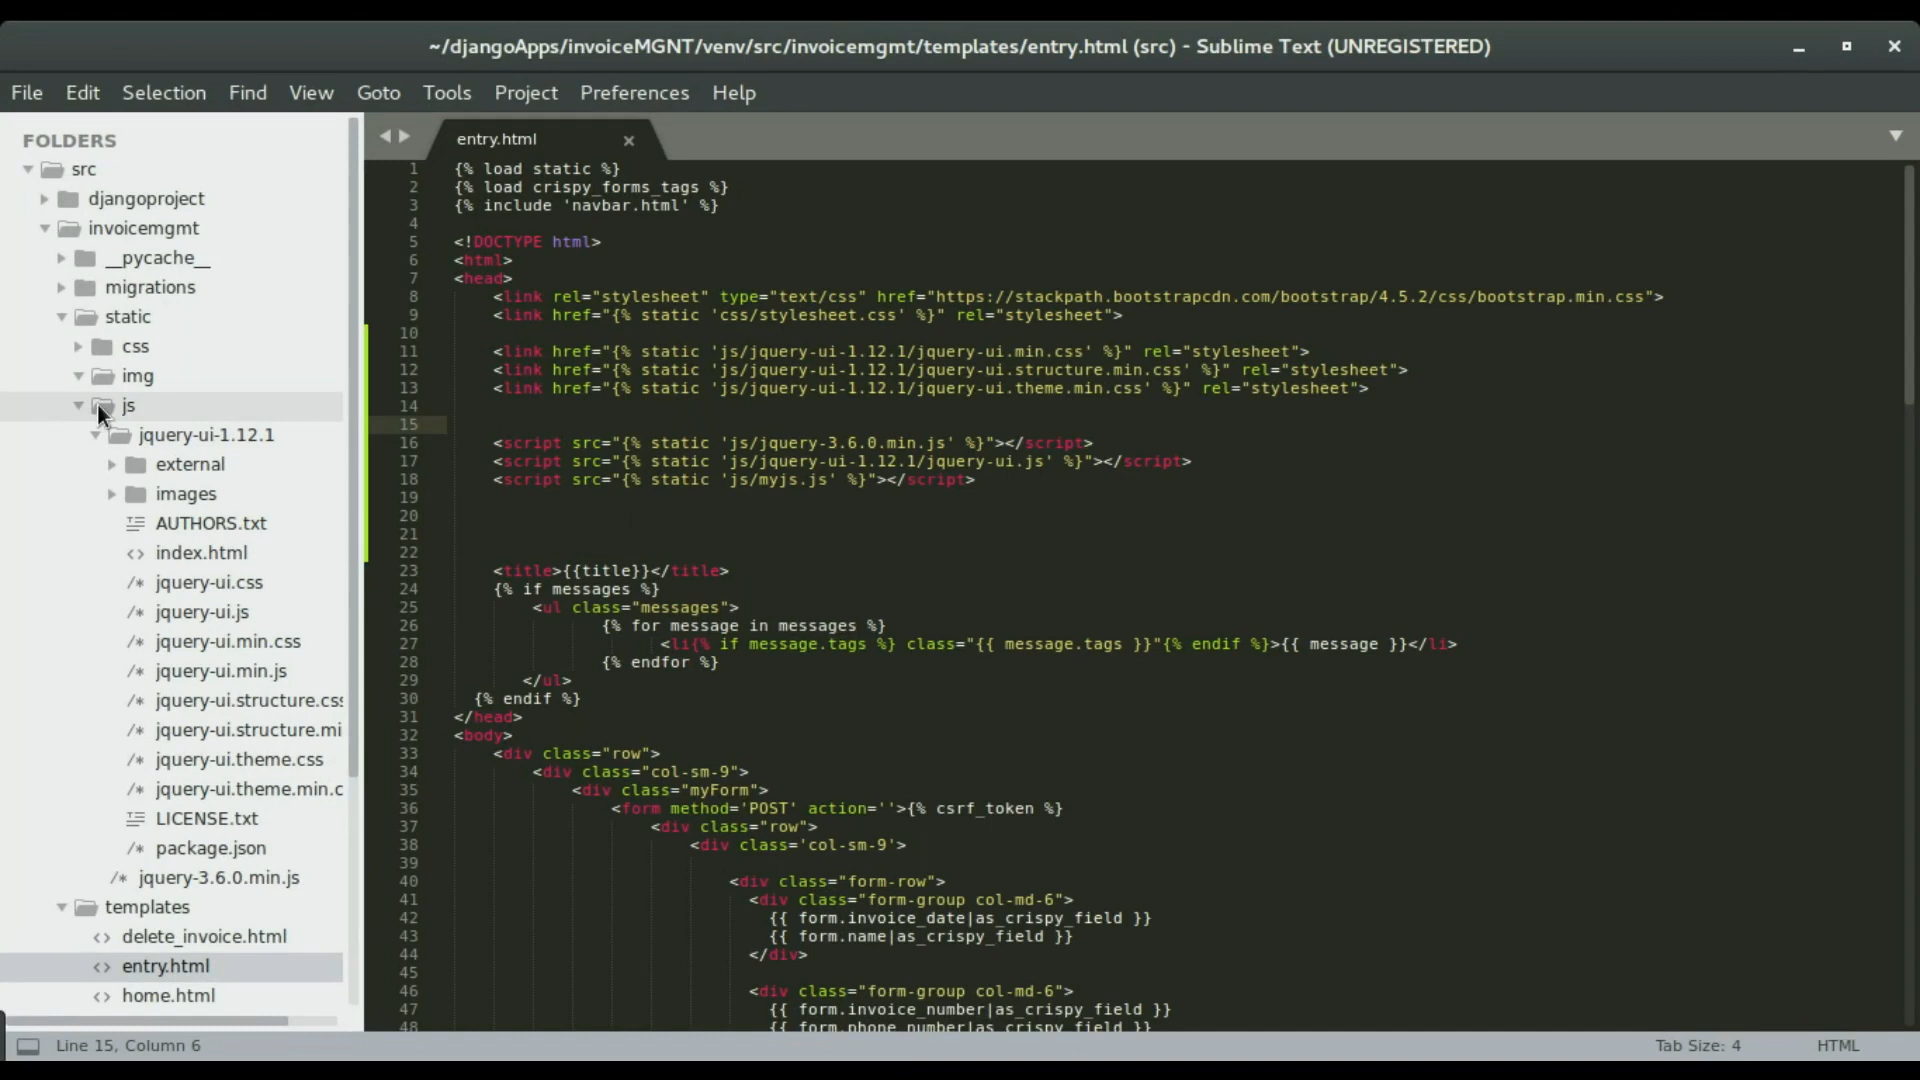 ~/djangoApps/invoiceMGNT/venv/src/invoicemgmt/templates/entry.html (src) - Sublime Text (UNREGISTERED)
File Edit Selection Find View Goto Tools Project Preferences Help
FOLDERS
src
djangoproject
invoicemgmt
__pycache__
migrations
static
css
img
js
jquery-ui-1.12.1
external
images
AUTHORS.txt
index.html
jquery-ui.css
jquery-ui.js
jquery-ui.min.css
jquery-ui.min.js
jquery-ui.structure.css
jquery-ui.structure.mi
jquery-ui.theme.css
jquery-ui.theme.min.c
LICENSE.txt
package.json
jquery-3.6.0.min.js
templates
delete_invoice.html
entry.html
home.html
entry.html
1 {% load static %}
2 {% load crispy_forms_tags %}
3 {% include 'navbar.html' %}
4
5 <!DOCTYPE html>
6 <html>
7 <head>
8 <link rel="stylesheet" type="text/css" href="https://stackpath.bootstrapcdn.com/bootstrap/4.5.2/css/bootstrap.min.css">
9 <link href="{% static 'css/stylesheet.css' %}" rel="stylesheet">
10
11 <link href="{% static 'js/jquery-ui-1.12.1/jquery-ui.min.css' %}" rel="stylesheet">
12 <link href="{% static 'js/jquery-ui-1.12.1/jquery-ui.structure.min.css' %}" rel="stylesheet">
13 <link href="{% static 'js/jquery-ui-1.12.1/jquery-ui.theme.min.css' %}" rel="stylesheet">
14
15
16 <script src="{% static 'js/jquery-3.6.0.min.js' %}"></script>
17 <script src="{% static 'js/jquery-ui-1.12.1/jquery-ui.js' %}"></script>
18 <script src="{% static 'js/myjs.js' %}"></script>
19
20
21
22
23 <title>{{title}}</title>
24 {% if messages %}
25 <ul class="messages">
26 {% for message in messages %}
27 <li{% if message.tags %} class="{{ message.tags }}"{% endif %}>{{ message }}</li>
28 {% endfor %}
29 </ul>
30 {% endif %}
31 </head>
32 <body>
33 <div class="row">
34 <div class="col-sm-9">
35 <div class="myForm">
36 <form method='POST' action=''>{% csrf_token %}
37 <div class="row">
38 <div class='col-sm-9'>
39
40 <div class="form-row">
41 <div class="form-group col-md-6">
42 {{ form.invoice_date|as_crispy_field }}
43 {{ form.name|as_crispy_field }}
44 </div>
45
46 <div class="form-group col-md-6">
47 {{ form.invoice_number|as_crispy_field }}
48 {{ form.phone_number|as_crispy_field }}
Line 15, Column 6
Tab Size: 4
HTML